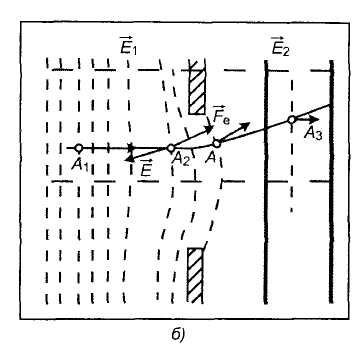 E⃗₁ E⃗₂
F⃗ₑ
A₁ E⃗ A₂ A A₃
б)